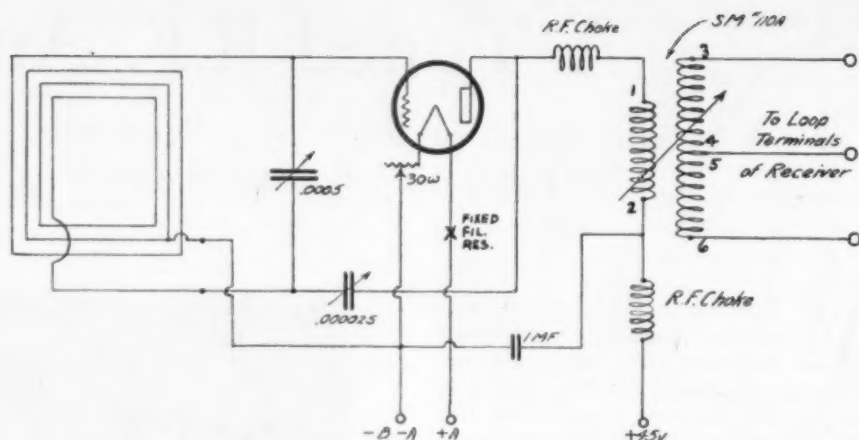 R.F. Choke
SM #110A
3
1
To Loop
Terminals
of Receiver
4
5
30ω
.0005
2
FIXED
FIL.
RES.
6
.000025
R.F. Choke
1MF
-B -A
+A
+45v